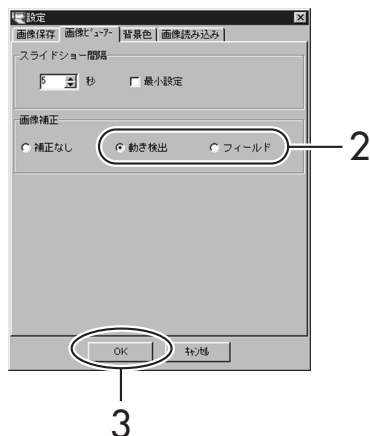 設定
画像保存 画像ﾋﾞｭｰｱｰ 背景色 画像読み込み
スライドショー間隔
5 秒 最小設定
画像補正
補正なし 動き検出 フィールド
2
OK ｷｬﾝｾﾙ
3